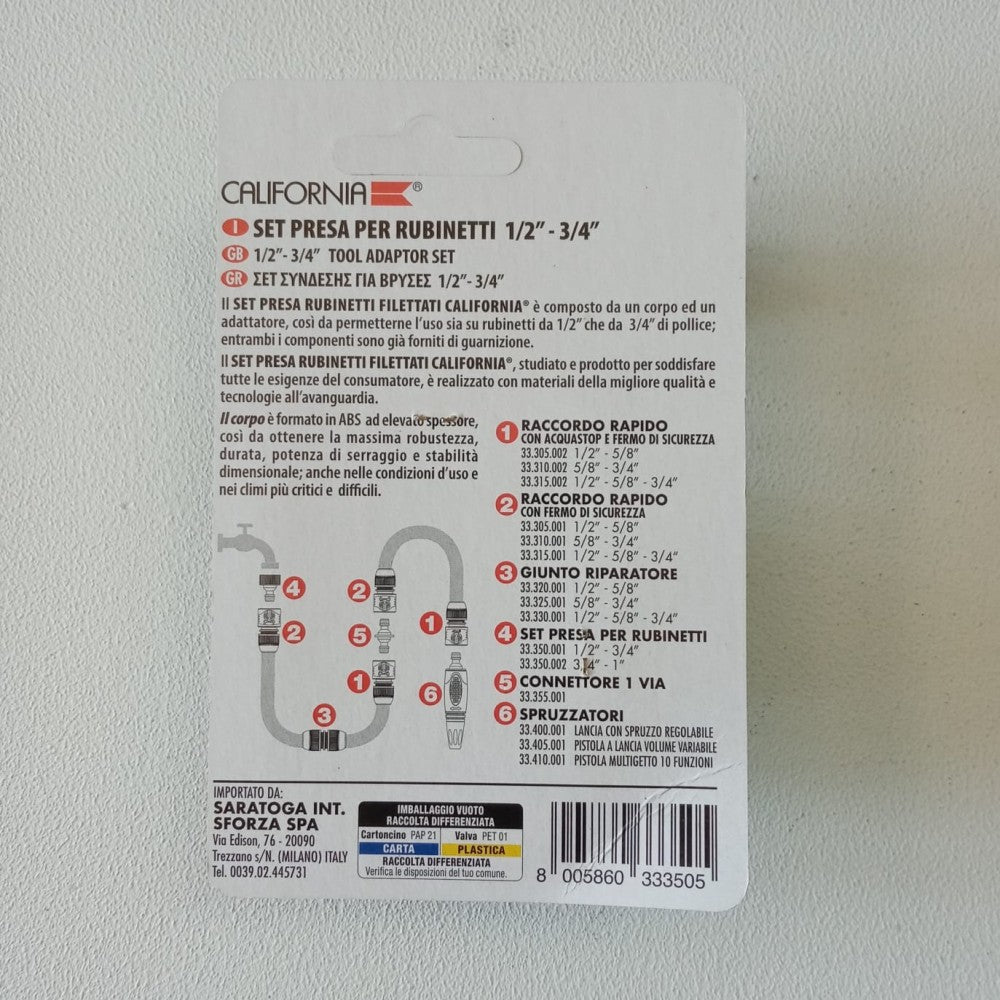 CALIFORNIA ®
I SET PRESA PER RUBINETTI 1/2” - 3/4”
GB 1/2”- 3/4” TOOL ADAPTOR SET
GR ΣΕΤ ΣΥΝΔΕΣΗΣ ΓΙΑ ΒΡΥΣΕΣ 1/2”- 3/4”
Il SET PRESA RUBINETTI FILETTATI CALIFORNIA® è composto da un corpo ed un
adattatore, così da permetterne l’uso sia su rubinetti da 1/2” che da 3/4” di pollice;
entrambi i componenti sono già forniti di guarnizione.
Il SET PRESA RUBINETTI FILETTATI CALIFORNIA®, studiato e prodotto per soddisfare
tutte le esigenze del consumatore, è realizzato con materiali della migliore qualità e
tecnologie all’avanguardia.
Il corpo è formato in ABS ad elevato spessore,
così da ottenere la massima robustezza,
durata, potenza di serraggio e stabilità
dimensionale; anche nelle condizioni d’uso e
nei climi più critici e difficili.
1 RACCORDO RAPIDO
CON ACQUASTOP E FERMO DI SICUREZZA
33.305.002 1/2” - 5/8”
33.310.002 5/8” - 3/4”
33.315.002 1/2” - 5/8” - 3/4”
2 RACCORDO RAPIDO
CON FERMO DI SICUREZZA
33.305.001 1/2” - 5/8”
33.310.001 5/8” - 3/4”
33.315.001 1/2” - 5/8” - 3/4”
3 GIUNTO RIPARATORE
33.320.001 1/2” - 5/8”
33.325.001 5/8” - 3/4”
33.330.001 1/2” - 5/8” - 3/4”
4 SET PRESA PER RUBINETTI
33.350.001 1/2” - 3/4”
33.350.002 3/4” - 1”
5 CONNETTORE 1 VIA
33.355.001
6 SPRUZZATORI
33.400.001 LANCIA CON SPRUZZO REGOLABILE
33.405.001 PISTOLA A LANCIA VOLUME VARIABILE
33.410.001 PISTOLA MULTIGETTO 10 FUNZIONI
4
2
2
5
1
1
6
3
IMPORTATO DA:
SARATOGA INT.
SFORZA SPA
Via Edison, 76 - 20090
Trezzano s/N. (MILANO) ITALY
Tel. 0039.02.445731
IMBALLAGGIO VUOTO
RACCOLTA DIFFERENZIATA
Cartoncino PAP 21 Valva PET 01
CARTA PLASTICA
RACCOLTA DIFFERENZIATA
Verifica le disposizioni del tuo comune.
8 005860 333505